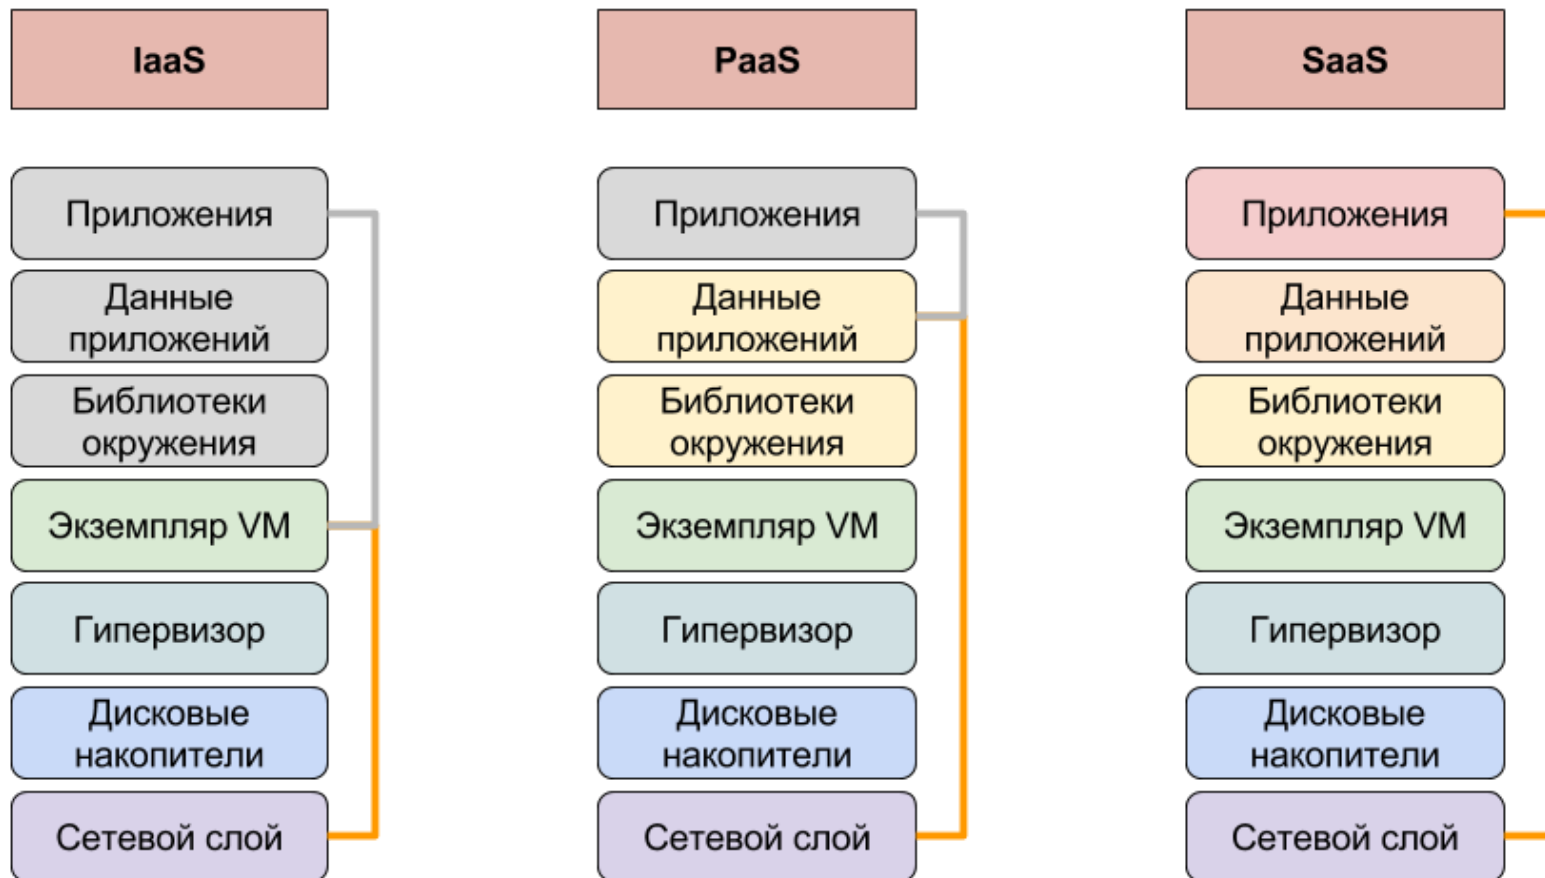 IaaS
PaaS
SaaS
Приложения
Данные
приложений
Библиотеки
окружения
Экземпляр VM
Гипервизор
Дисковые
накопители
Сетевой слой
Приложения
Данные
приложений
Библиотеки
окружения
Экземпляр VM
Гипервизор
Дисковые
накопители
Сетевой слой
Приложения
Данные
приложений
Библиотеки
окружения
Экземпляр VM
Гипервизор
Дисковые
накопители
Сетевой слой